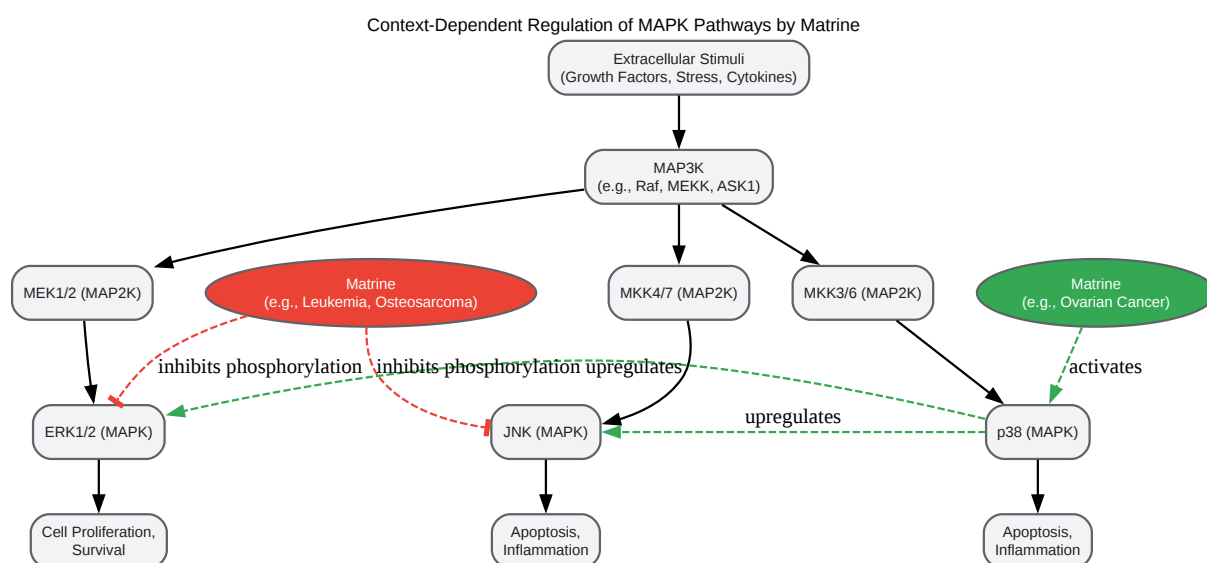 Context-Dependent Regulation of MAPK Pathways by Matrine
Extracellular Stimuli
(Growth Factors, Stress, Cytokines)
MAP3K
(e.g., Raf, MEKK, ASK1)
MEK1/2 (MAP2K)
Matrine
(e.g., Leukemia, Osteosarcoma)
MKK4/7 (MAP2K)
MKK3/6 (MAP2K)
Matrine
(e.g., Ovarian Cancer)
inhibits phosphorylation
inhibits phosphorylation
upregulates
activates
ERK1/2 (MAPK)
JNK (MAPK)
upregulates
p38 (MAPK)
Cell Proliferation,
Survival
Apoptosis,
Inflammation
Apoptosis,
Inflammation